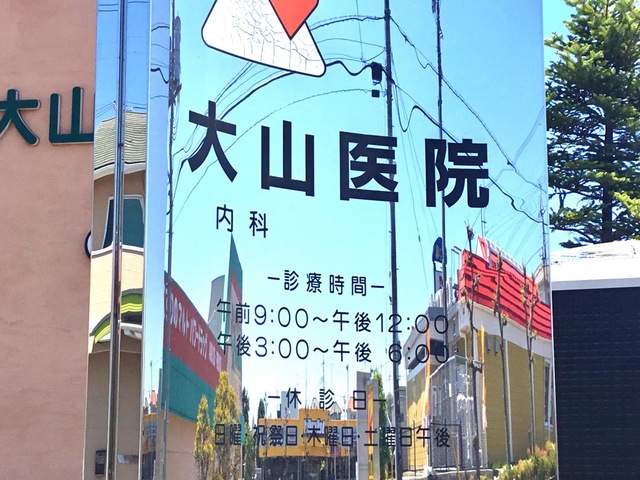 大山
大山医院
内科
ー診療時間ー
午前9:00〜午後12:00
午後3:00〜午後 6:00
ー休診日ー
日曜・祝祭日・木曜日・土曜日午後